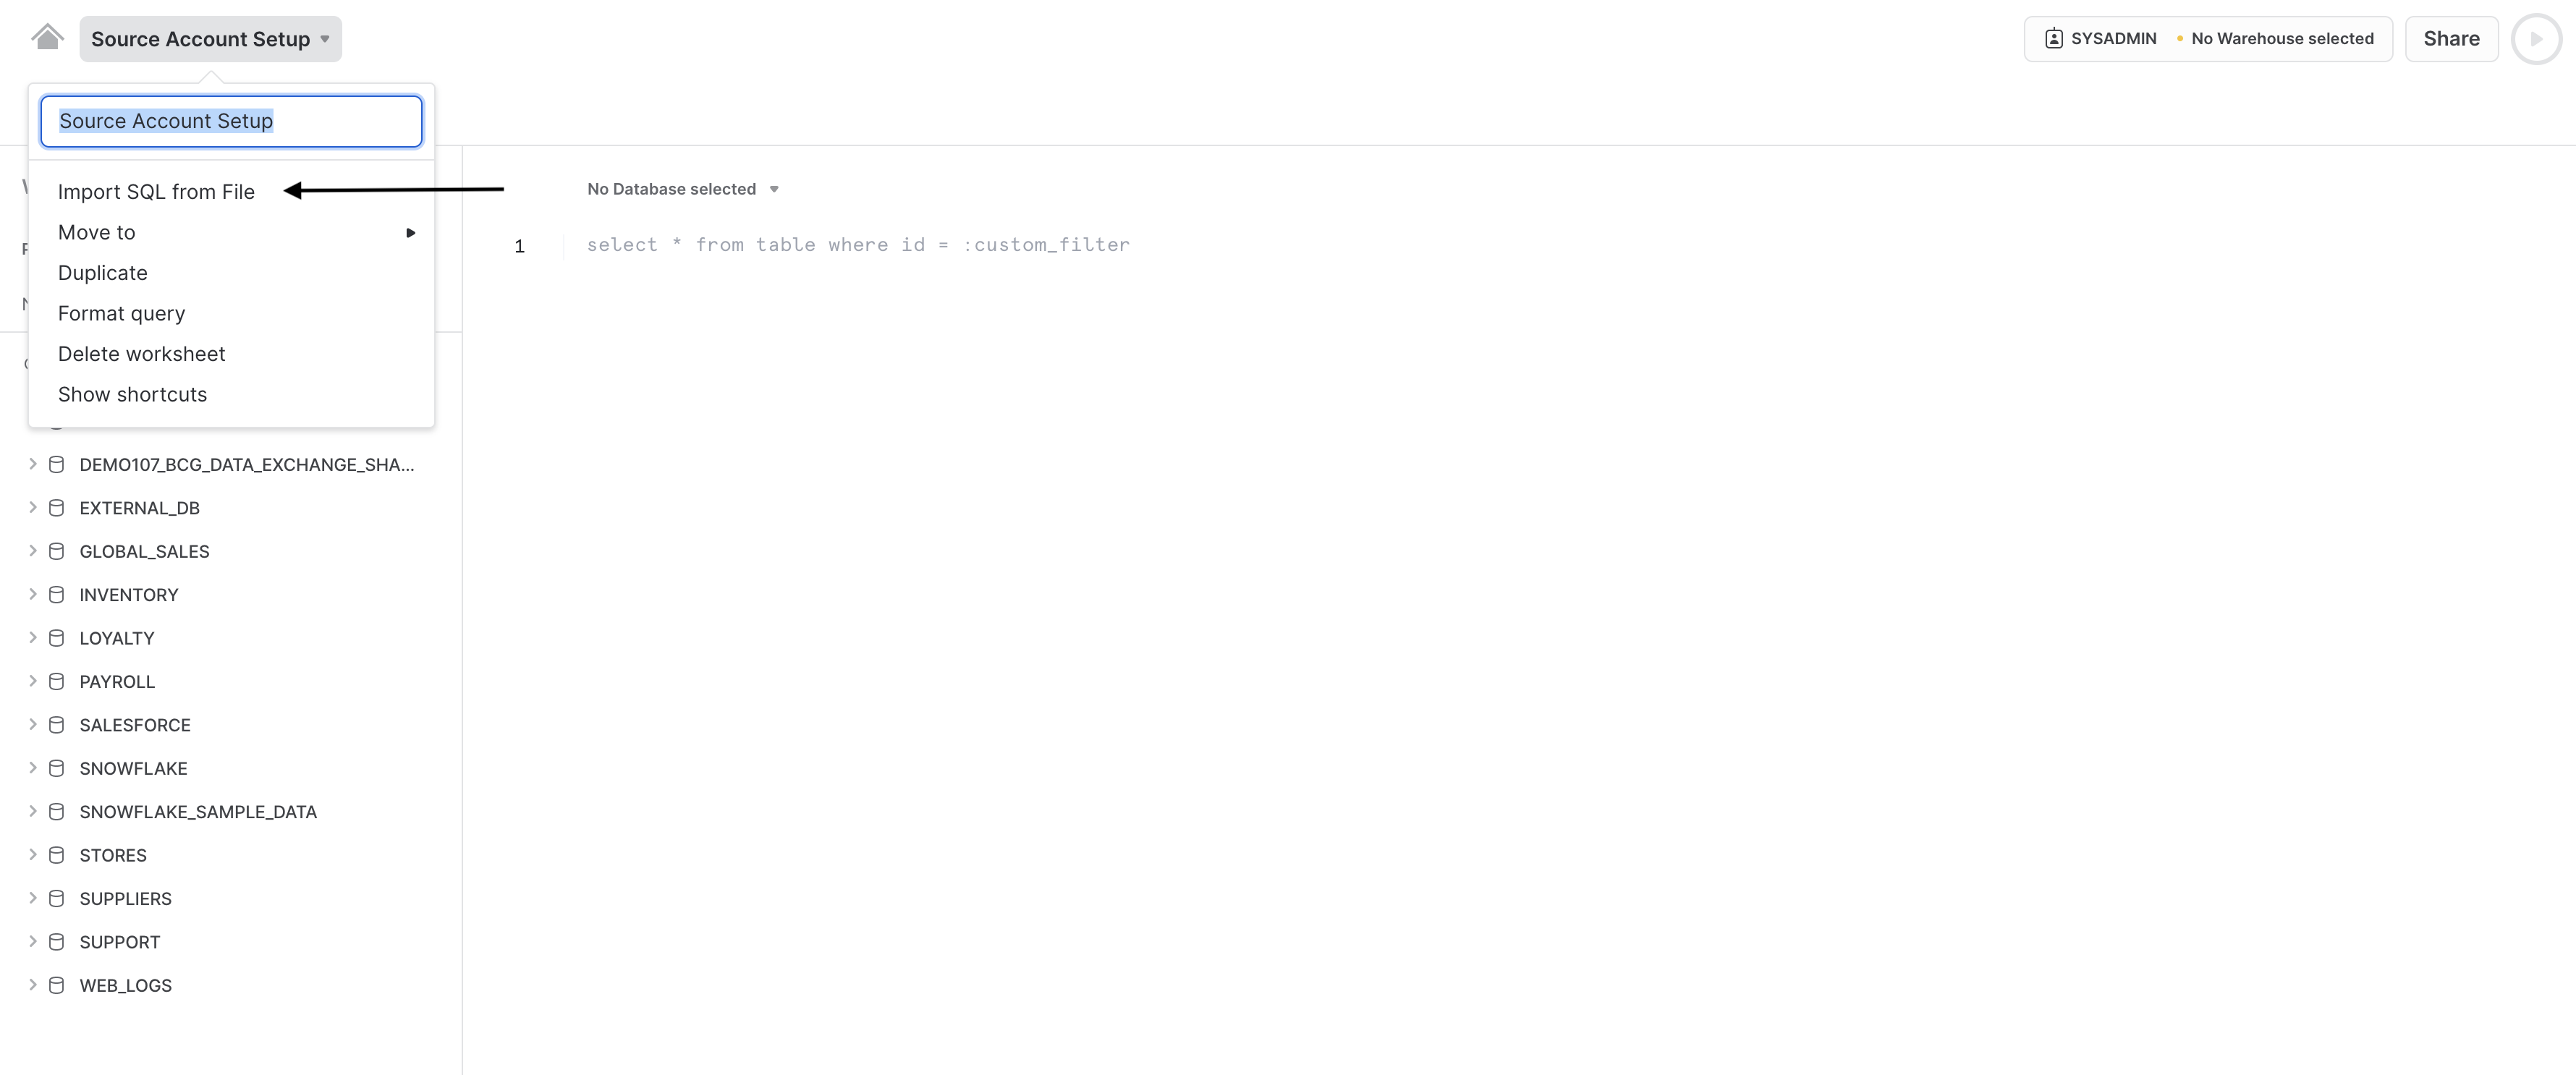 Source Account Setup
SYSADMIN
No Warehouse selected
Share
Source Account Setup
Import SQL from File
Move to
Duplicate
Format query
Delete worksheet
Show shortcuts
No Database selected
1 select * from table where id = :custom_filter
DEMO107_BCG_DATA_EXCHANGE_SHA...
EXTERNAL_DB
GLOBAL_SALES
INVENTORY
LOYALTY
PAYROLL
SALESFORCE
SNOWFLAKE
SNOWFLAKE_SAMPLE_DATA
STORES
SUPPLIERS
SUPPORT
WEB_LOGS